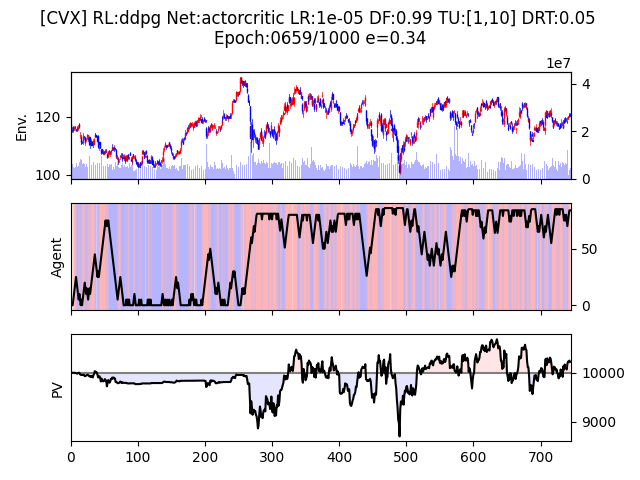 [CVX] RL:ddpg Net:actorcritic LR:1e-05 DF:0.99 TU:[1,10] DRT:0.05
Epoch:0659/1000 e=0.34
1e7
Env.
120
100
4
2
0
Agent
50
0
PV
10000
9000
0 100 200 300 400 500 600 700